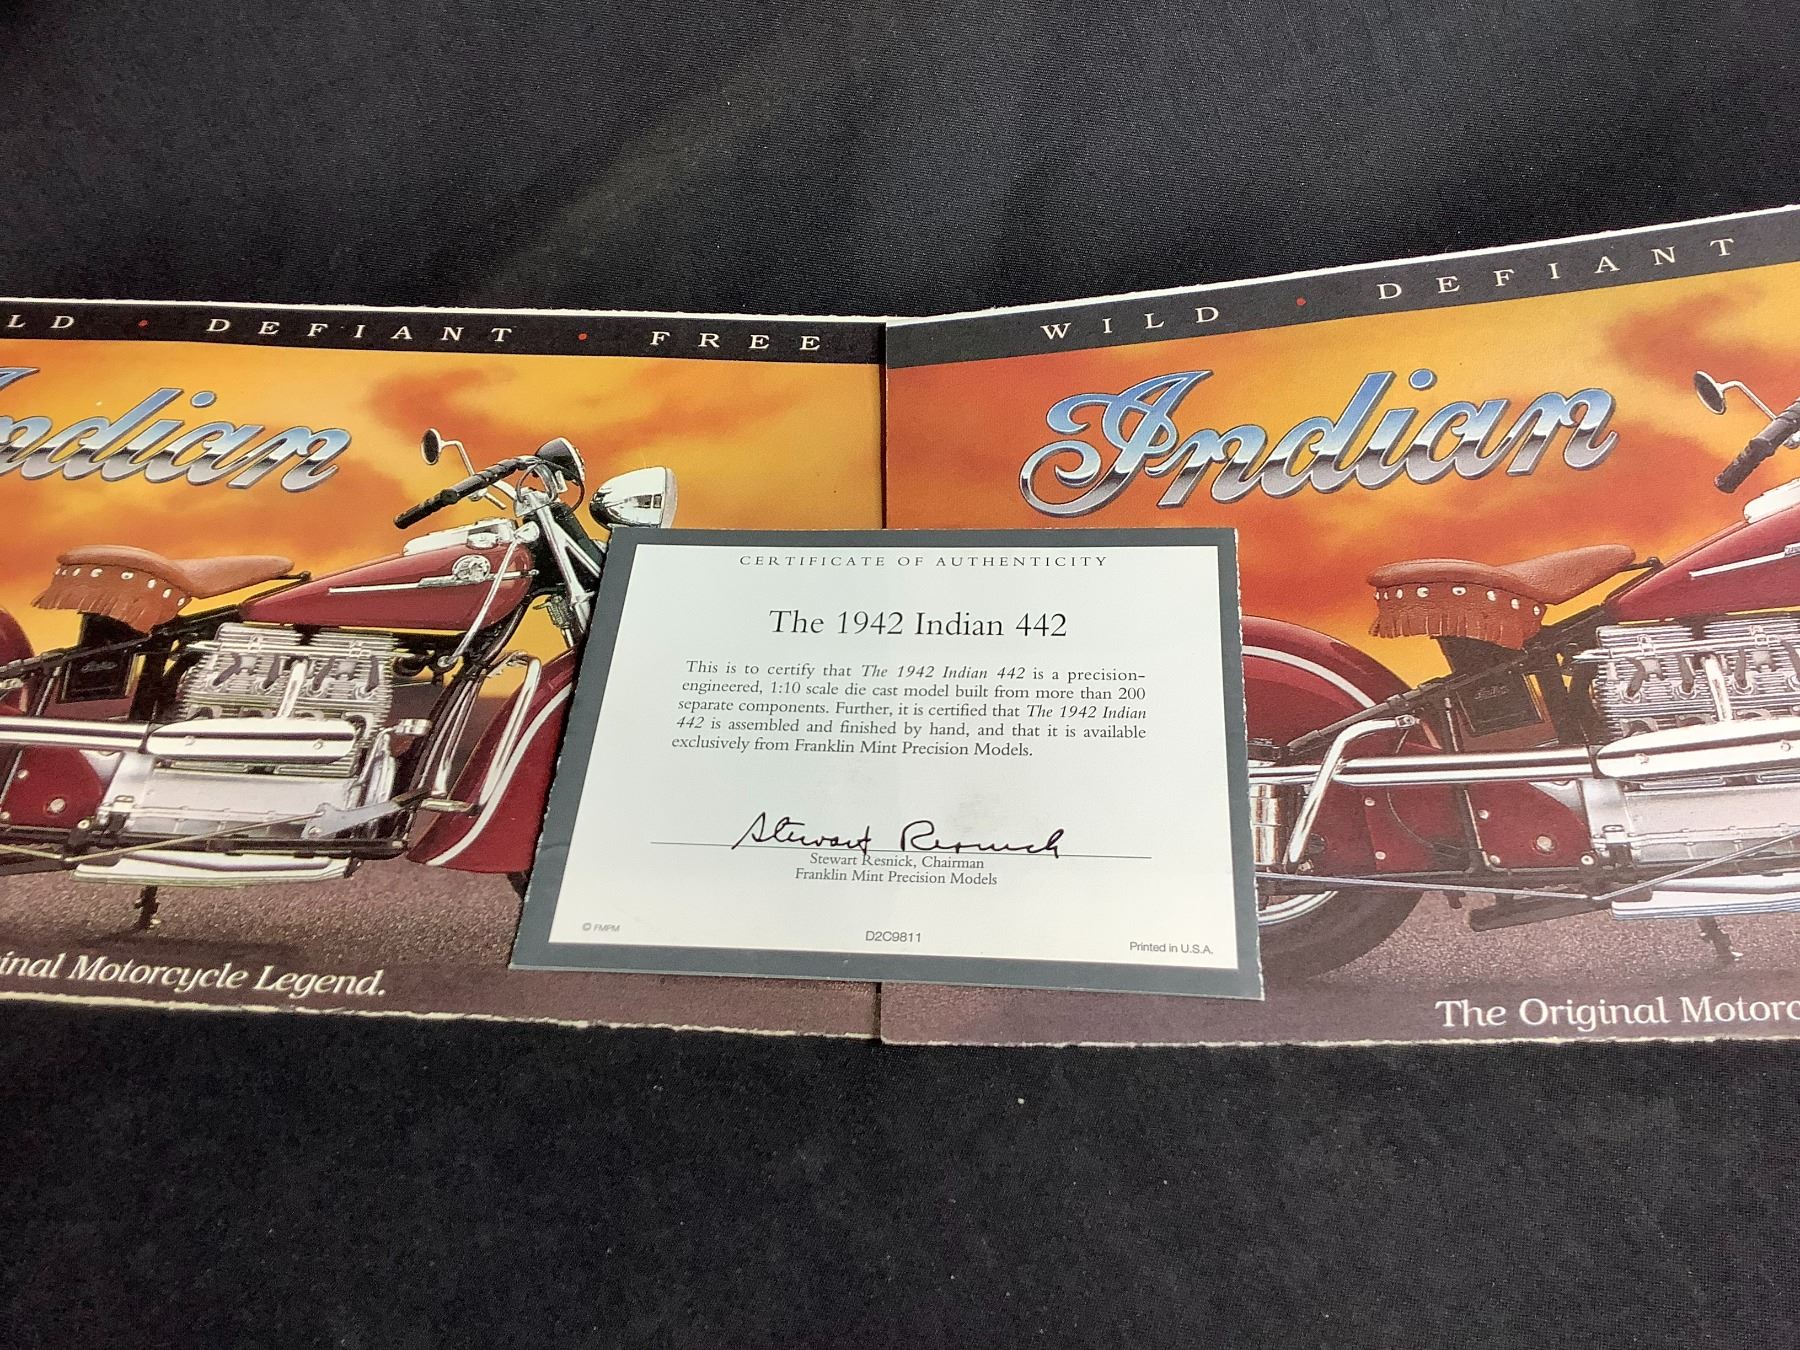 LD • DEFIANT • FREE
Indian
inal Motorcycle Legend.
WILD • DEFIANT
Indian
The Original Motorc
CERTIFICATE OF AUTHENTICITY
The 1942 Indian 442
This is to certify that The 1942 Indian 442 is a precision-
engineered, 1:10 scale die cast model built from more than 200
separate components. Further, it is certified that The 1942 Indian
442 is assembled and finished by hand, and that it is available
exclusively from Franklin Mint Precision Models.
Stewart Resnick
Stewart Resnick, Chairman
Franklin Mint Precision Models
© FMPM
D2C9811
Printed in U.S.A.